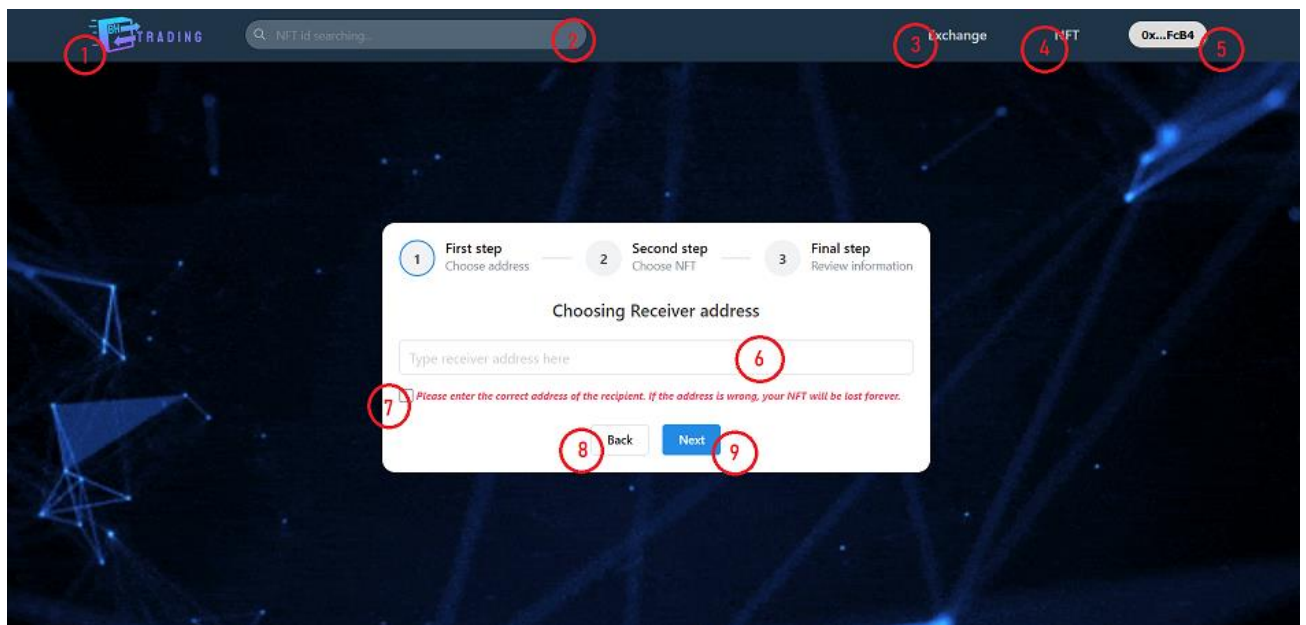 BH
TRADING
NFT id searching...
Exchange
NFT
0x...FcB4
1
2
3
4
5
1
First step
Choose address
2
Second step
Choose NFT
3
Final step
Review information
Choosing Receiver address
Type receiver address here
6
7
Please enter the correct address of the recipient. If the address is wrong, your NFT will be lost forever.
8
Back
Next
9